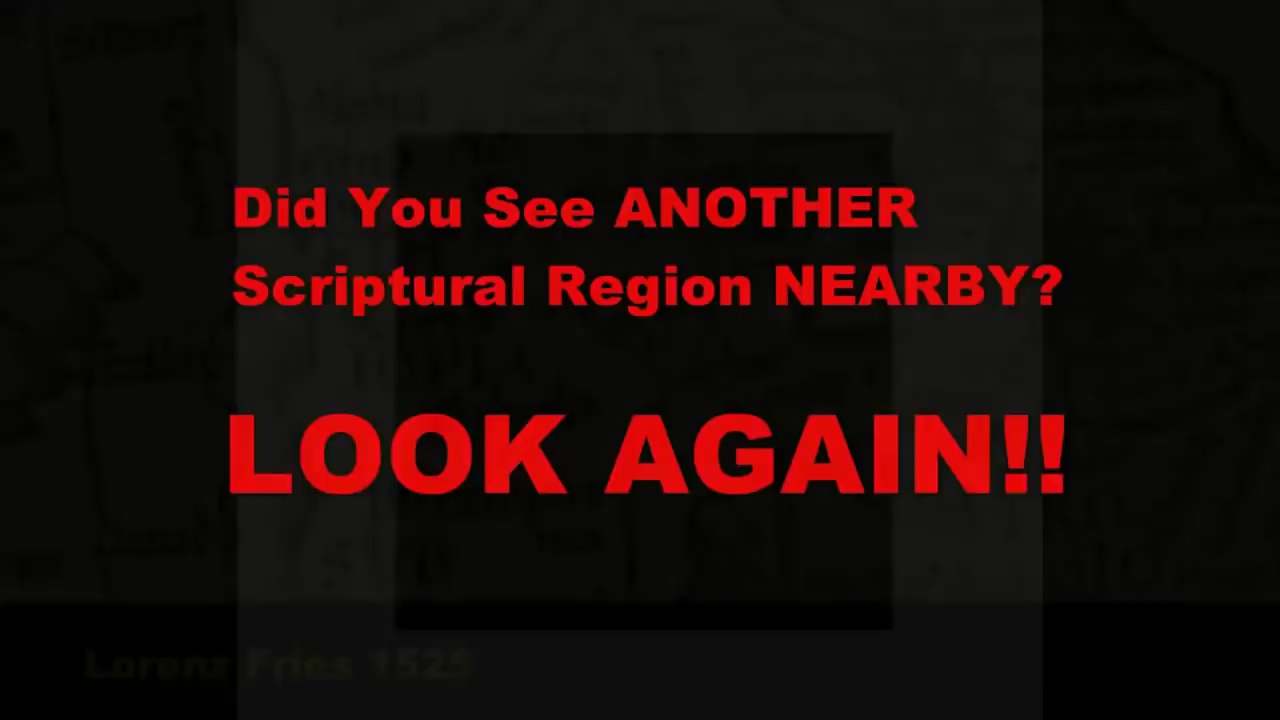 Did You See ANOTHER
Scriptural Region NEARBY?
LOOK AGAIN!!
Lorenz Fries 1525